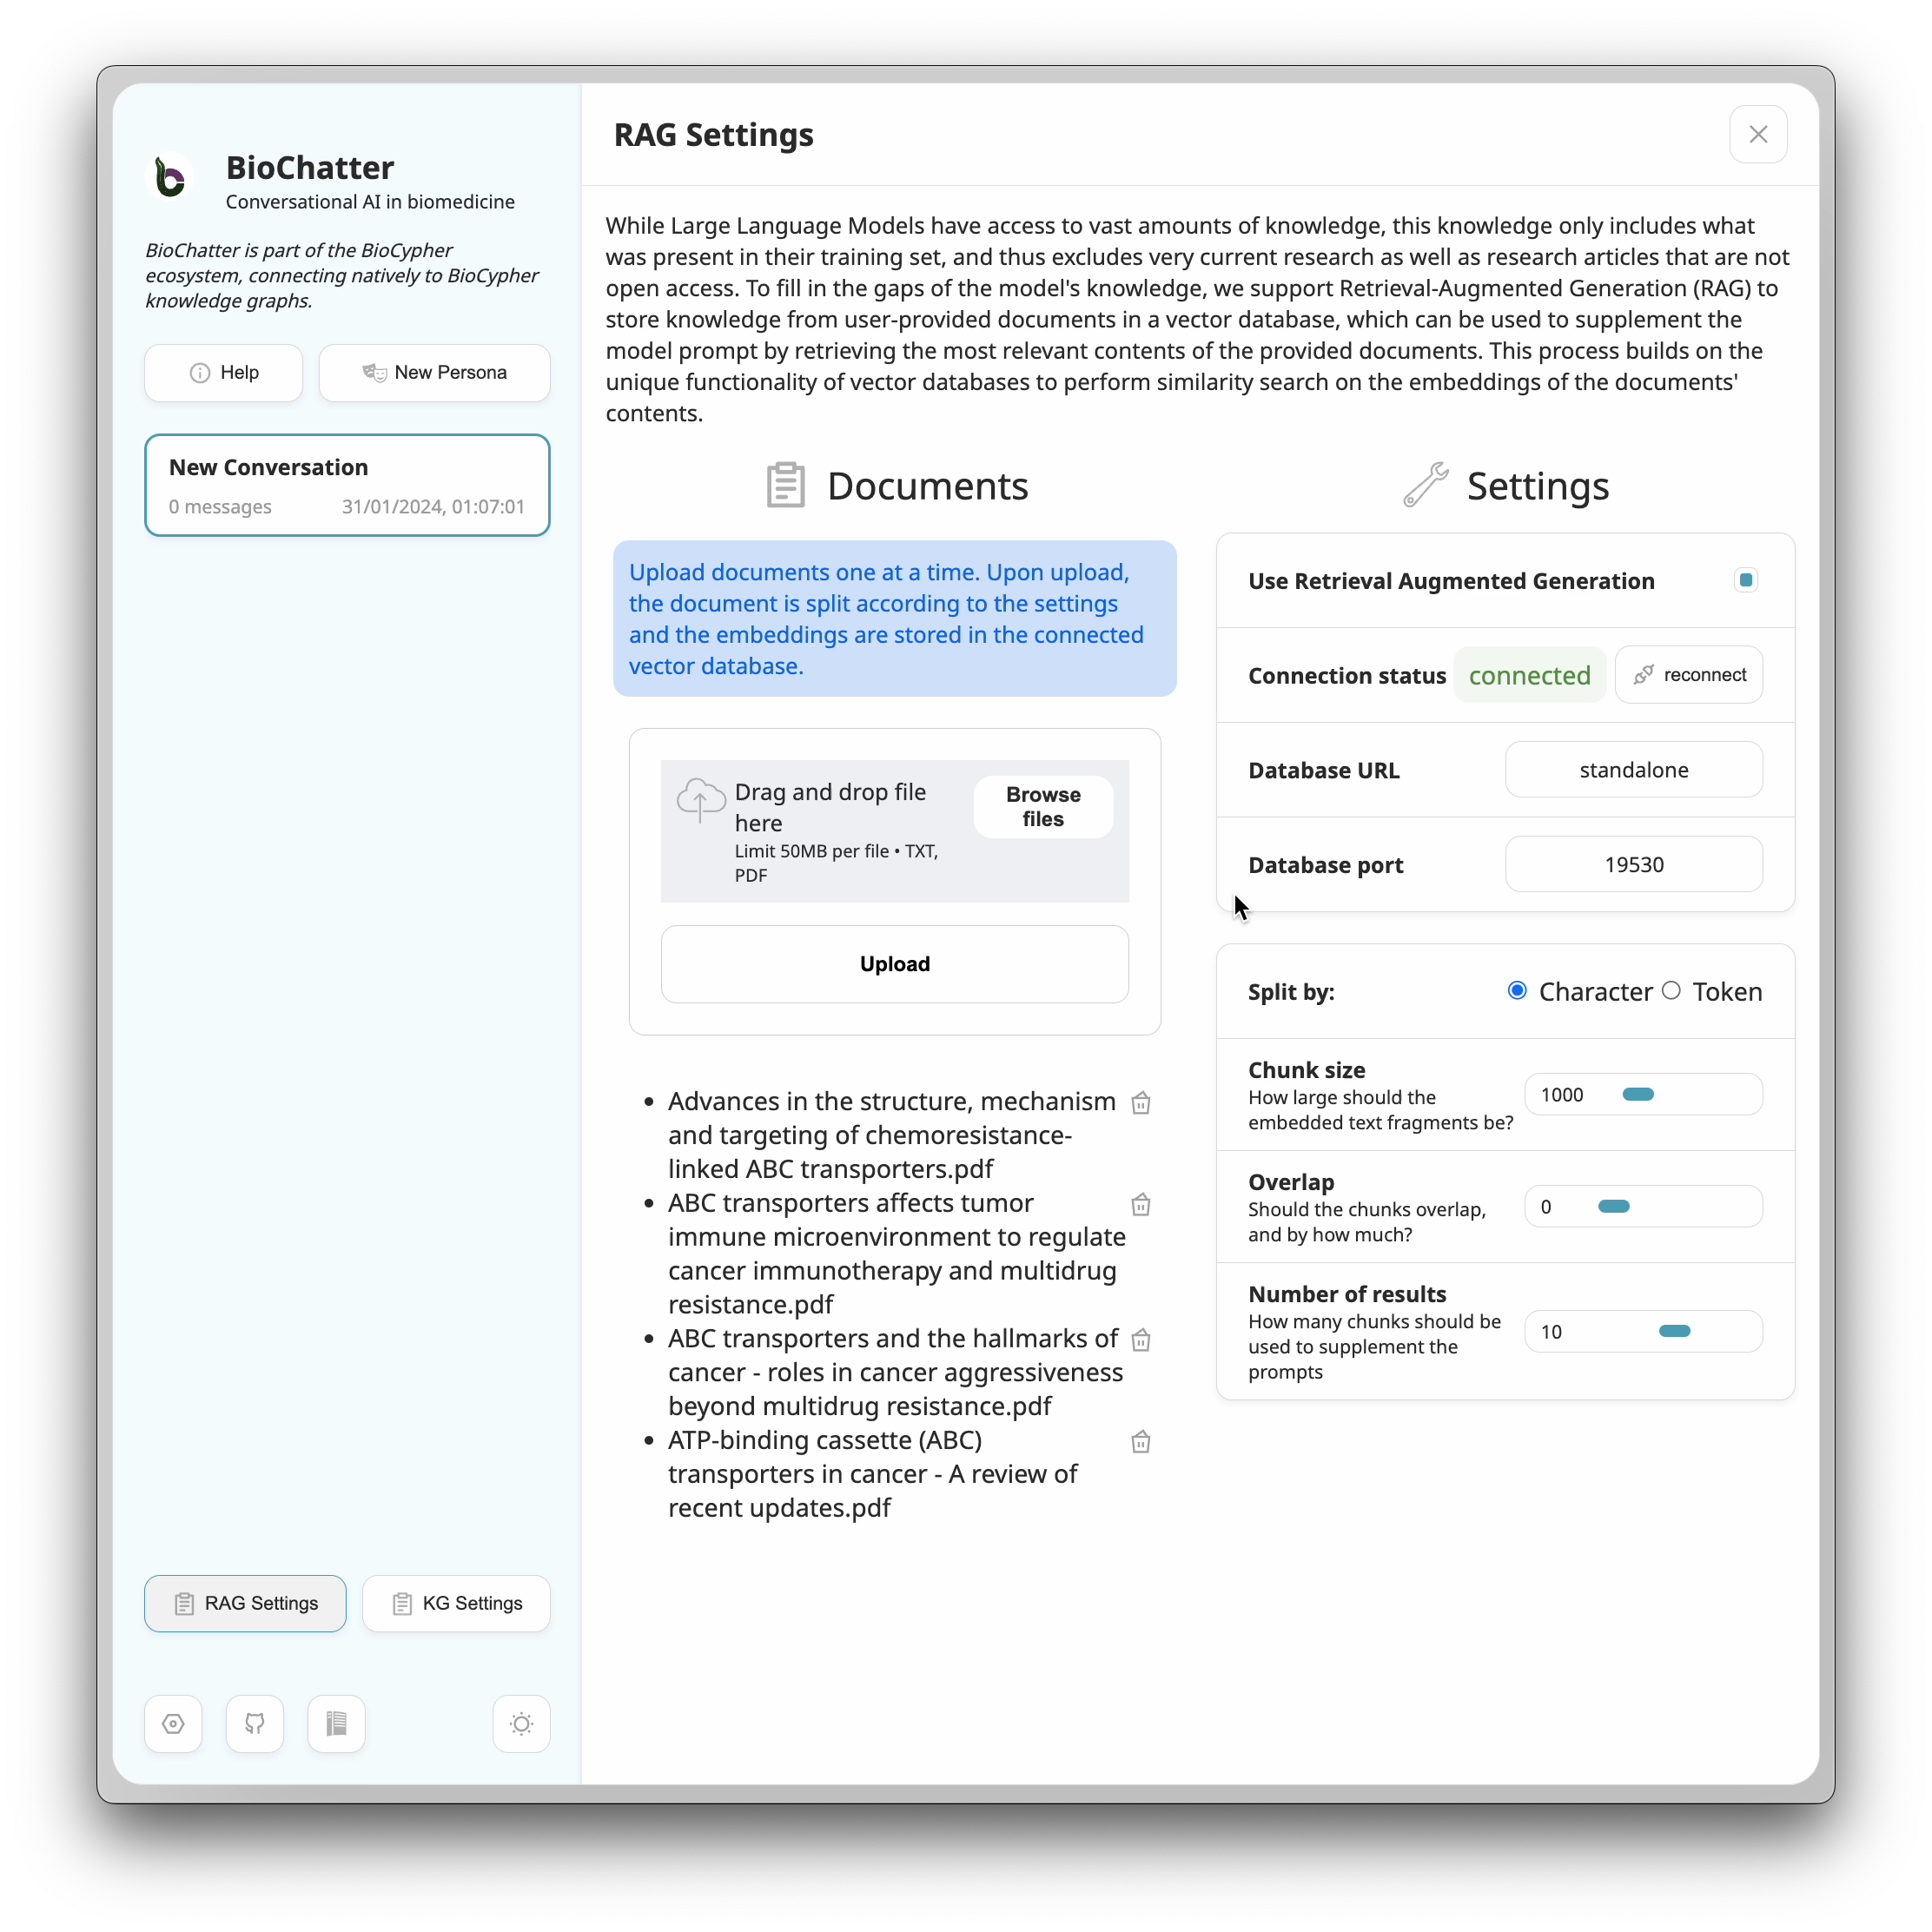 BioChatter
Conversational AI in biomedicine
BioChatter is part of the BioCypher
ecosystem, connecting natively to BioCypher
knowledge graphs.
Help
New Persona
New Conversation
0 messages
31/01/2024, 01:07:01
RAG Settings
KG Settings
RAG Settings
While Large Language Models have access to vast amounts of knowledge, this knowledge only includes what
was present in their training set, and thus excludes very current research as well as research articles that are not
open access. To fill in the gaps of the model's knowledge, we support Retrieval-Augmented Generation (RAG) to
store knowledge from user-provided documents in a vector database, which can be used to supplement the
model prompt by retrieving the most relevant contents of the provided documents. This process builds on the
unique functionality of vector databases to perform similarity search on the embeddings of the documents'
contents.
Documents
Upload documents one at a time. Upon upload,
the document is split according to the settings
and the embeddings are stored in the connected
vector database.
Drag and drop file
here
Limit 50MB per file • TXT,
PDF
Browse
files
Upload
• Advances in the structure, mechanism
and targeting of chemoresistance-
linked ABC transporters.pdf
• ABC transporters affects tumor
immune microenvironment to regulate
cancer immunotherapy and multidrug
resistance.pdf
• ABC transporters and the hallmarks of
cancer - roles in cancer aggressiveness
beyond multidrug resistance.pdf
• ATP-binding cassette (ABC)
transporters in cancer - A review of
recent updates.pdf
Settings
Use Retrieval Augmented Generation
Connection status connected reconnect
Database URL standalone
Database port 19530
Split by: Character Token
Chunk size
How large should the
embedded text fragments be?
1000
Overlap
Should the chunks overlap,
and by how much?
0
Number of results
How many chunks should be
used to supplement the
prompts
10